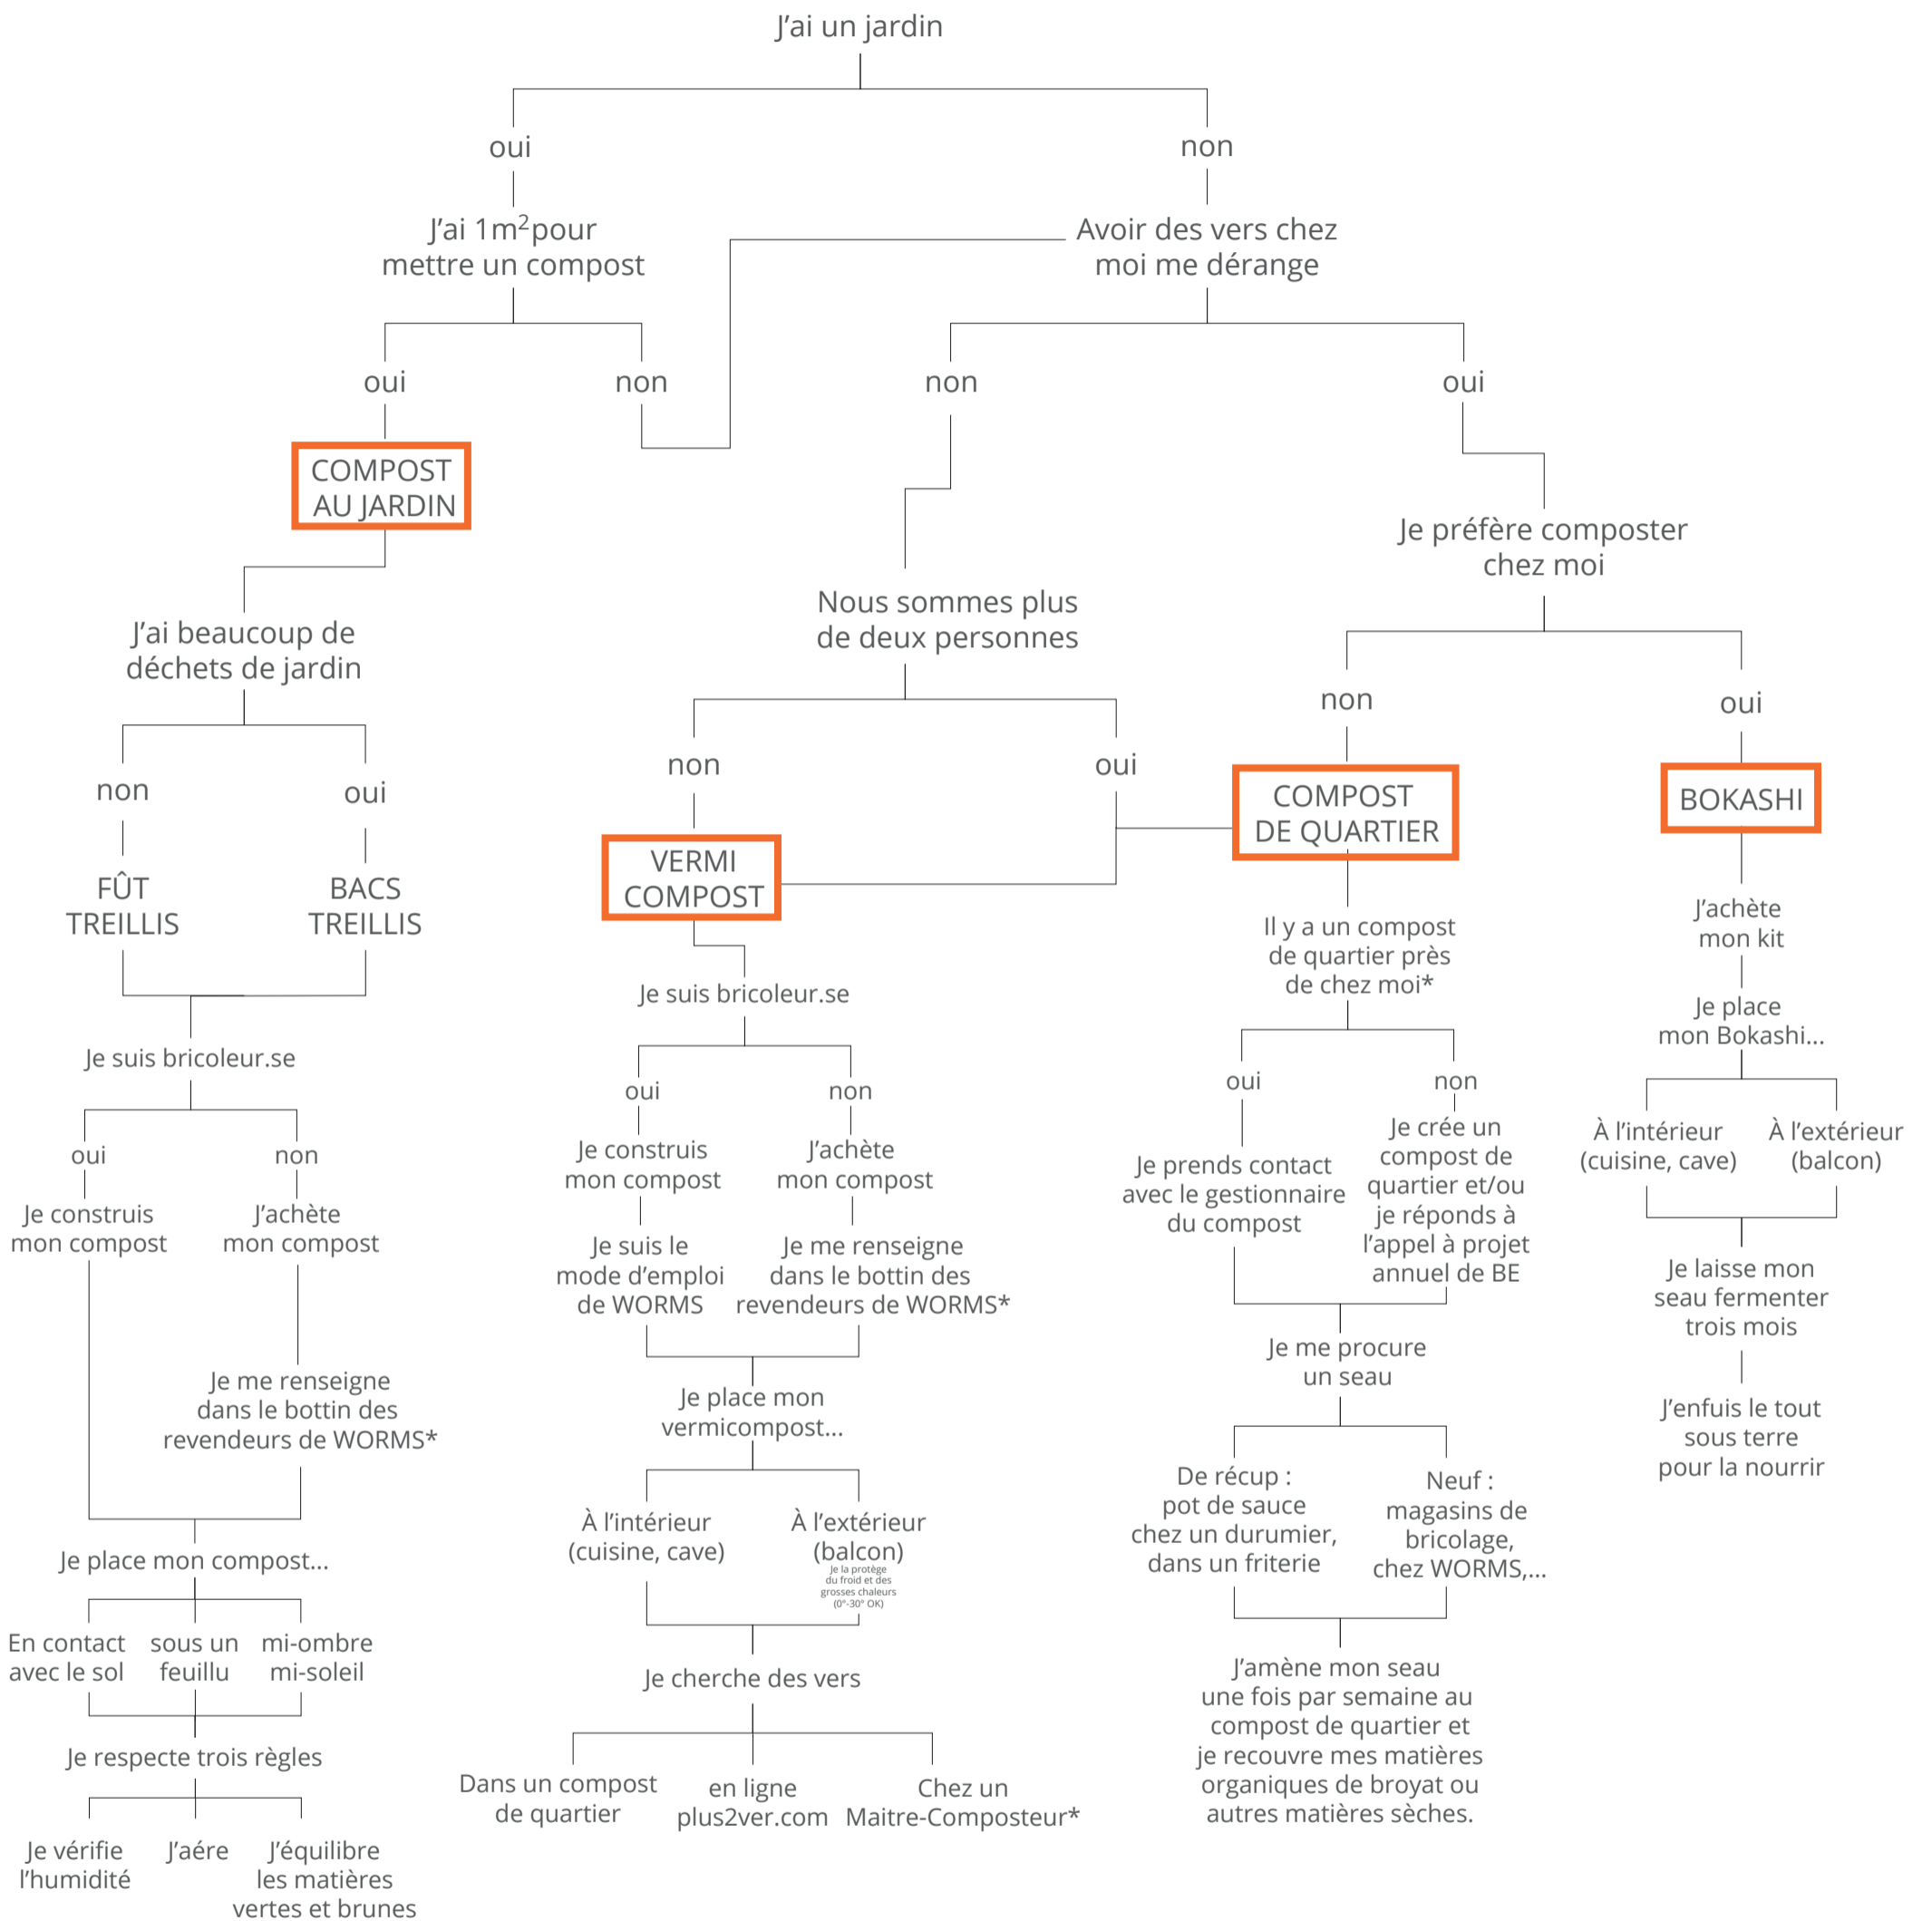 J’ai un jardin
oui
non
J’ai 1m²pour
mettre un compost
Avoir des vers chez
moi me dérange
oui
non
non
oui
COMPOST
AU JARDIN
Je préfère composter
chez moi
Nous sommes plus
de deux personnes
J’ai beaucoup de
déchets de jardin
non
oui
non
oui
non
oui
COMPOST
DE QUARTIER
BOKASHI
VERMI
COMPOST
FÛT
TREILLIS
BACS
TREILLIS
Je suis bricoleur.se
oui
non
Je construis
mon compost
J’achète
mon compost
Je me renseigne
dans le bottin des
revendeurs de WORMS*
Je place mon compost...
En contact
avec le sol
sous un
feuillu
mi-ombre
mi-soleil
Je respecte trois règles
Je vérifie
l’humidité
J’aére
J’équilibre
les matières
vertes et brunes
Je suis bricoleur.se
oui
non
Je construis
mon compost
J’achète
mon compost
Je suis le
mode d’emploi
de WORMS
Je me renseigne
dans le bottin des
revendeurs de WORMS*
Je place mon
vermicompost...
À l’intérieur
(cuisine, cave)
À l’extérieur
(balcon)
Je la protège
du froid et des
grosses chaleurs
(0°-30° OK)
Je cherche des vers
Dans un compost
de quartier
en ligne
plus2ver.com
Chez un
Maitre-Composteur*
Il y a un compost
de quartier près
de chez moi*
oui
non
Je prends contact
avec le gestionnaire
du compost
Je crée un
compost de
quartier et/ou
je réponds à
l’appel à projet
annuel de BE
Je me procure
un seau
De récup :
pot de sauce
chez un durumier,
dans un friterie
Neuf :
magasins de
bricolage,
chez WORMS,...
J’amène mon seau
une fois par semaine au
compost de quartier et
je recouvre mes matières
organiques de broyat ou
autres matières sèches.
J’achète
mon kit
Je place
mon Bokashi...
À l’intérieur
(cuisine, cave)
À l’extérieur
(balcon)
Je laisse mon
seau fermenter
trois mois
J’enfuis le tout
sous terre
pour la nourrir